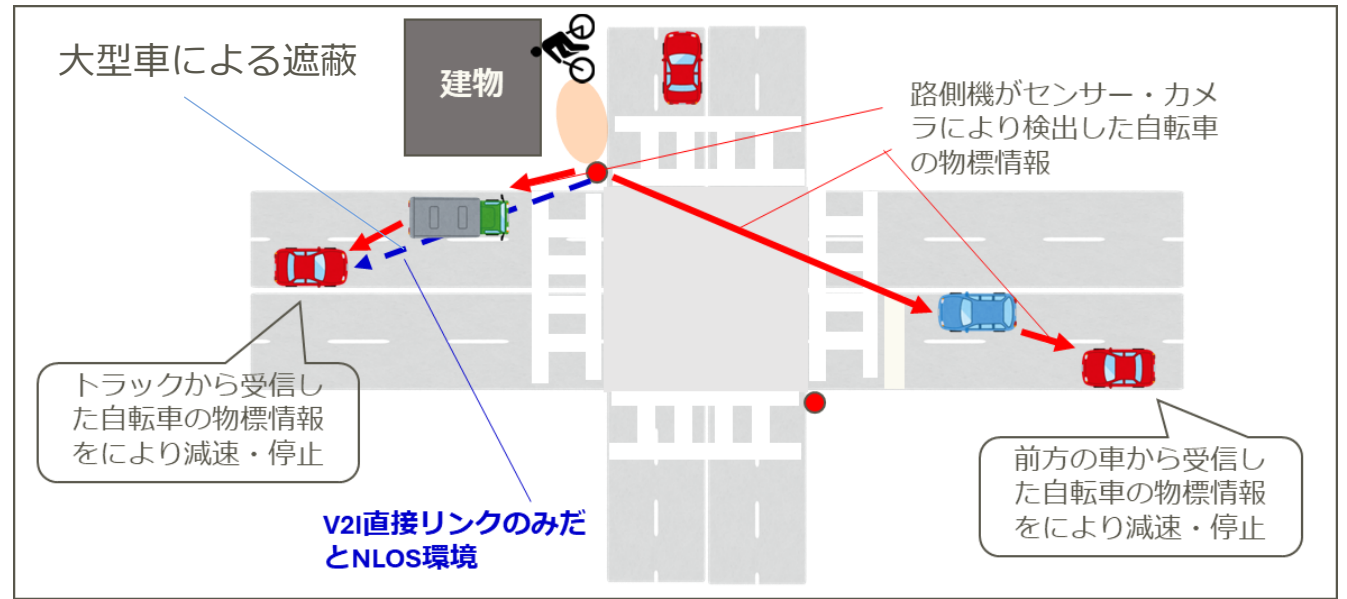 大型車による遮蔽
建物
路側機がセンサー・カメ
ラにより検出した自転車
の物標情報
トラックから受信し
た自転車の物標情報
をにより減速・停止
V2I直接リンクのみだ
とNLOS環境
前方の車から受信し
た自転車の物標情報
をにより減速・停止